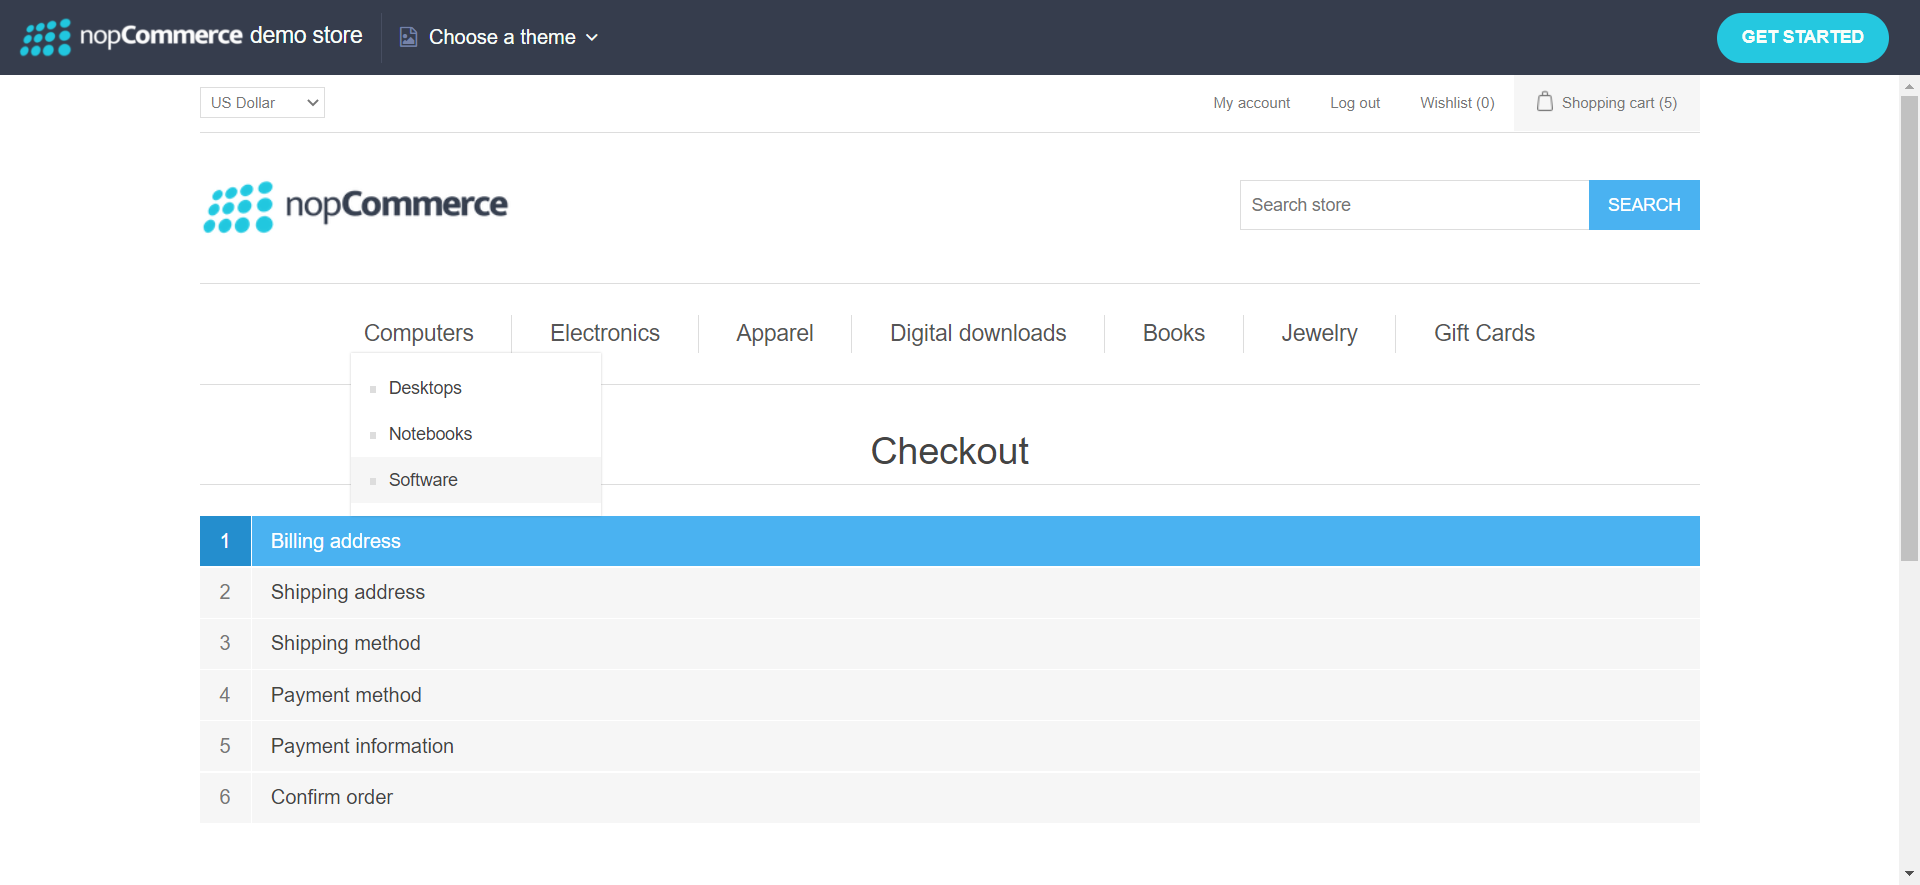 nopCommerce demo store
Choose a theme
GET STARTED
US Dollar
My account
Log out
Wishlist (0)
Shopping cart (5)
nopCommerce
Search store
SEARCH
Computers
Electronics
Apparel
Digital downloads
Books
Jewelry
Gift Cards
Desktops
Notebooks
Software
Checkout
1 Billing address
2 Shipping address
3 Shipping method
4 Payment method
5 Payment information
6 Confirm order